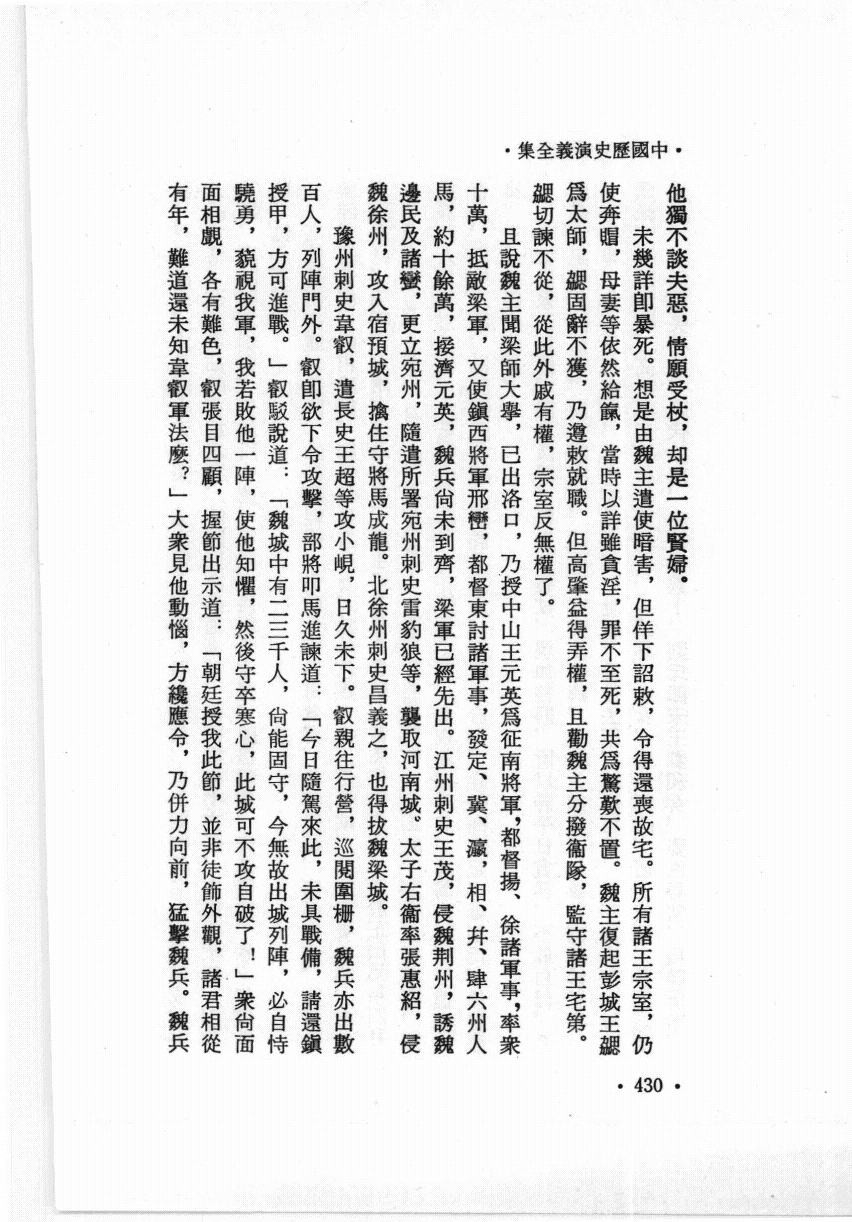 ·中國歷史演義全集·
他獨不談夫惡，情願受杖，却是一位賢婦。
未幾詳卽暴死。想是由魏主遣使暗害，但佯下詔敕，令得還喪故宅。所有諸王宗室，仍
使奔賵，母妻等依然給餼，當時以詳雖貪淫，罪不至死，共爲驚歎不置。魏主復起彭城王勰
爲太師，勰固辭不獲，乃遵敕就職。但高肇益得弄權，且勸魏主分撥衞隊，監守諸王宅第。
勰切諫不從，從此外戚有權，宗室反無權了。
且說魏主聞梁師大擧，已出洛口，乃授中山王元英爲征南將軍，都督揚、徐諸軍事，率衆
十萬，抵敵梁軍，又使鎭西將軍邢巒，都督東討諸軍事，發定、冀、瀛，相、幷、肆六州人
馬，約十餘萬，接濟元英，魏兵尙未到齊，梁軍已經先出。江州刺史王茂，侵魏荆州，誘魏
邊民及諸蠻，更立宛州，隨遣所署宛州刺史雷豹狼等，襲取河南城。太子右衞率張惠紹，侵
魏徐州，攻入宿預城，擒住守將馬成龍。北徐州刺史昌義之，也得拔魏梁城。
豫州刺史韋叡，遣長史王超等攻小峴，日久未下。叡親往行營，巡閱圍柵，魏兵亦出數
百人，列陣門外。叡卽欲下令攻擊，部將叩馬進諫道：「今日隨駕來此，未具戰備，請還鎭
授甲，方可進戰。」叡駁說道：「魏城中有二三千人，尙能固守，今無故出城列陣，必自恃
驍勇，藐視我軍，我若敗他一陣，使他知懼，然後守卒寒心，此城可不攻自破了！」衆尙面
面相覷，各有難色，叡張目四顧，握節出示道：「朝廷授我此節，並非徒飾外觀，諸君相從
有年，難道還未知韋叡軍法麼？」大衆見他動惱，方纔應令，乃併力向前，猛擊魏兵。魏兵
·430·